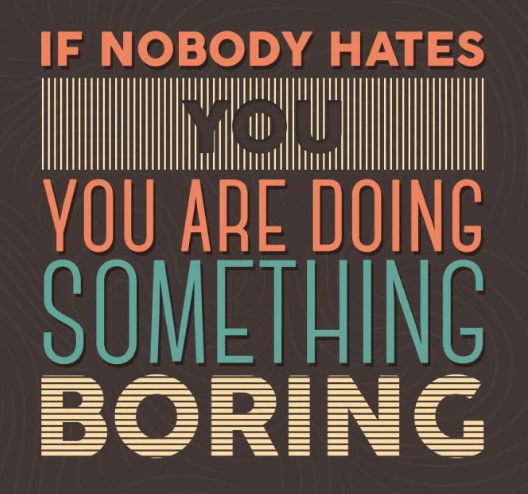 IF NOBODY HATES
YOU
YOU ARE DOING
SOMETHING
BORING